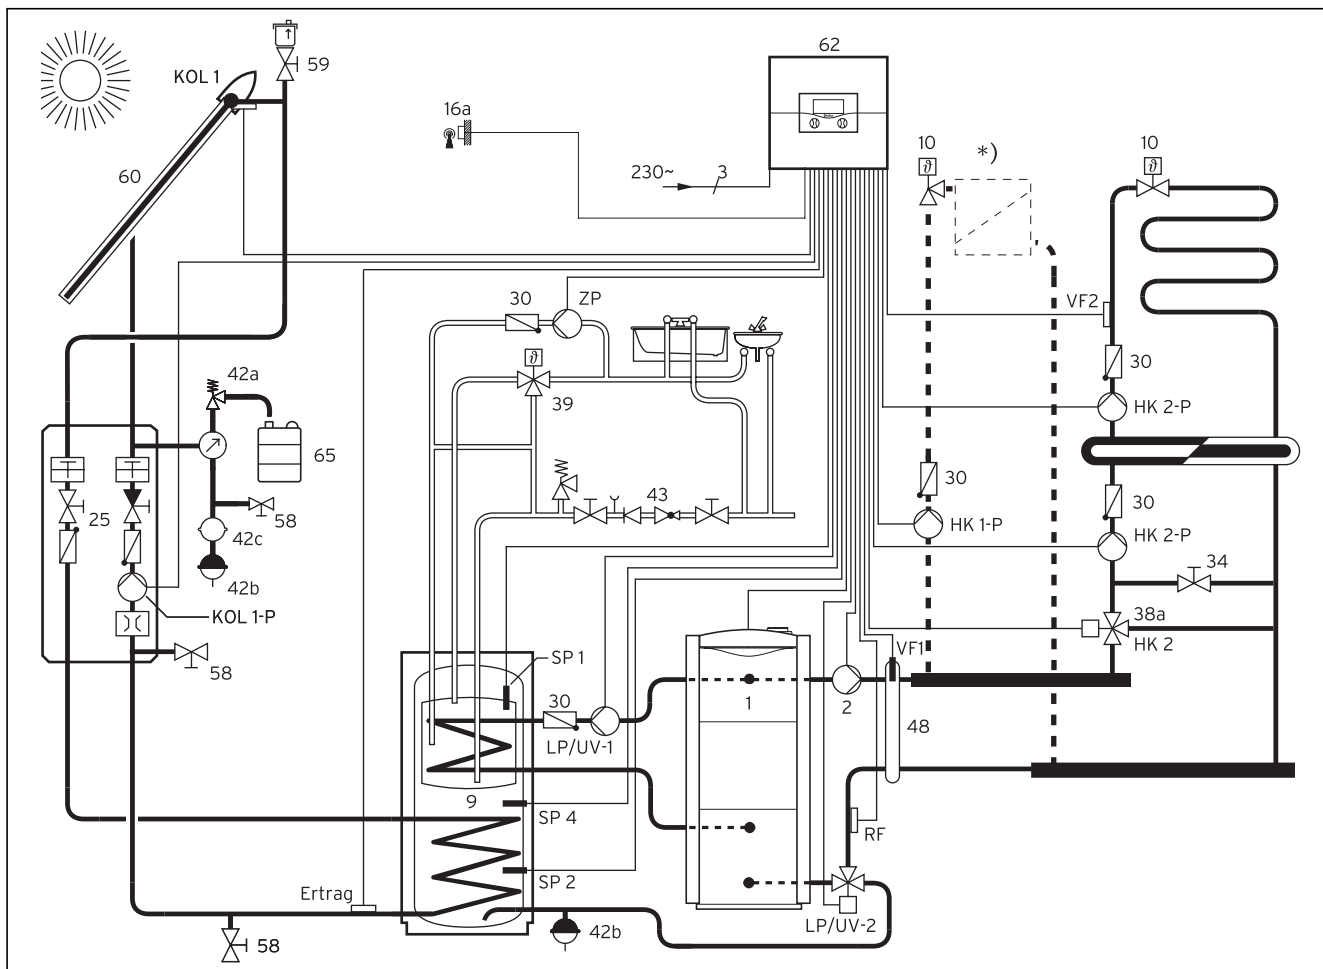 62
59
KOL 1
16a
10
*)
10
ϑ
ϑ
60
230~
3
30
ZP
VF2
ϑ
30
42a
39
HK 2-P
65
30
30
43
25
58
HK 1-P
HK 2-P
42c
34
42b
KOL 1-P
38a
HK 2
VF1
SP 1
58
30
1
2
48
LP/UV-1
9
SP 4
RF
SP 2
Ertrag
LP/UV-2
42b
58